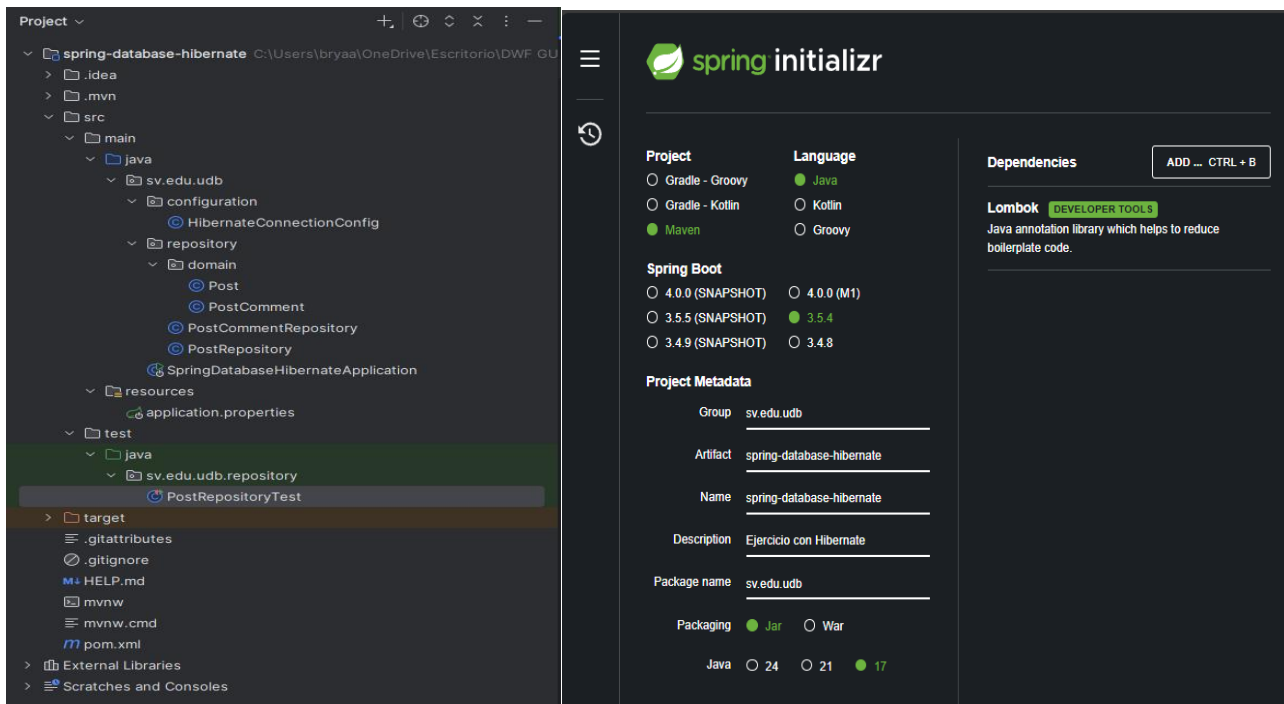 Project
spring-database-hibernate C:\Users\bryaa\OneDrive\Escritorio\DWF GU
.idea
.mvn
src
main
java
sv.edu.udb
configuration
HibernateConnectionConfig
repository
domain
Post
PostComment
PostCommentRepository
PostRepository
SpringDatabaseHibernateApplication
resources
application.properties
test
java
sv.edu.udb.repository
PostRepositoryTest
target
.gitattributes
.gitignore
M↓ HELP.md
mvnw
mvnw.cmd
m pom.xml
External Libraries
Scratches and Consoles
spring initializr
Project
Gradle - Groovy
Gradle - Kotlin
Maven
Language
Java
Kotlin
Groovy
Spring Boot
4.0.0 (SNAPSHOT) 4.0.0 (M1)
3.5.5 (SNAPSHOT) 3.5.4
3.4.9 (SNAPSHOT) 3.4.8
Project Metadata
Group sv.edu.udb
Artifact spring-database-hibernate
Name spring-database-hibernate
Description Ejercicio con Hibernate
Package name sv.edu.udb
Packaging Jar War
Java 24 21 17
Dependencies ADD ... CTRL + B
Lombok DEVELOPER TOOLS
Java annotation library which helps to reduce
boilerplate code.